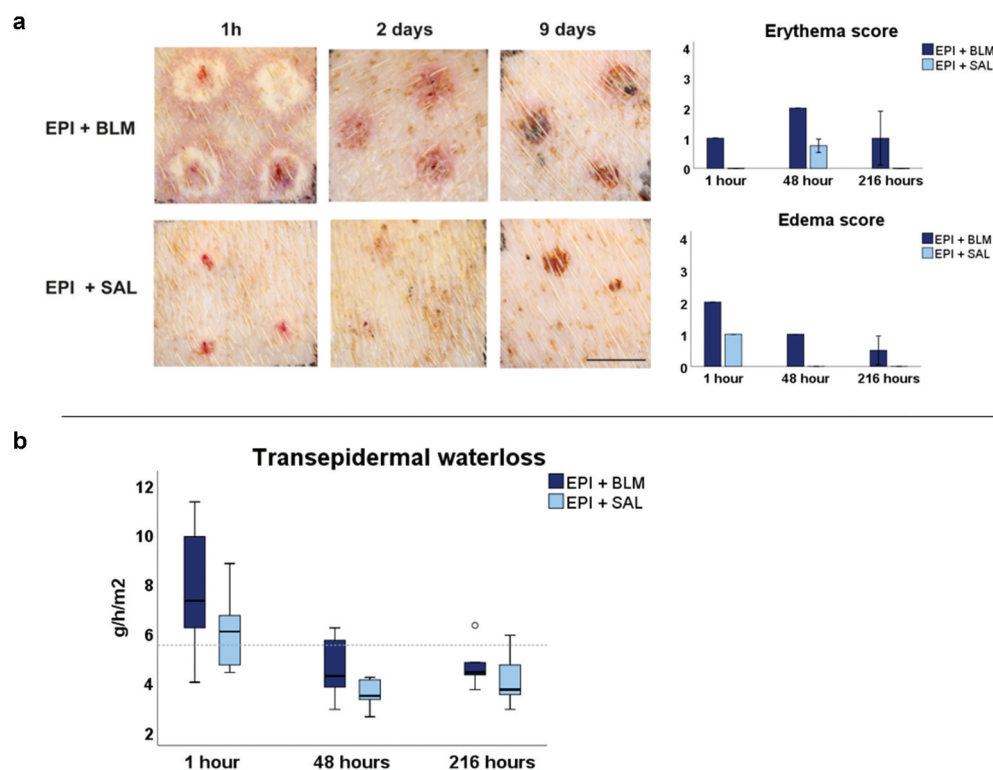 a
1h 2 days 9 days
EPI + BLM
EPI + SAL
Erythema score
EPI + BLM
EPI + SAL
4
3
2
1
0
1 hour 48 hour 216 hours
Edema score
EPI + BLM
EPI + SAL
4
3
2
1
0
1 hour 48 hour 216 hours
b
Transepidermal waterloss
EPI + BLM
EPI + SAL
g/h/m2
12
10
8
6
4
2
1 hour 48 hours 216 hours